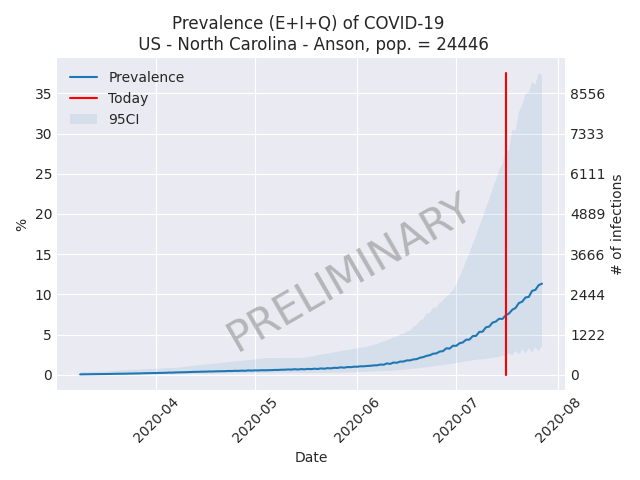 Prevalence (E+I+Q) of COVID-19
US - North Carolina - Anson, pop. = 24446
Prevalence
Today
95CI
PRELIMINARY
%
35
30
25
20
15
10
5
0
8556
7333
6111
4889
3666
2444
1222
0
# of infections
2020-04
2020-05
2020-06
2020-07
2020-08
Date